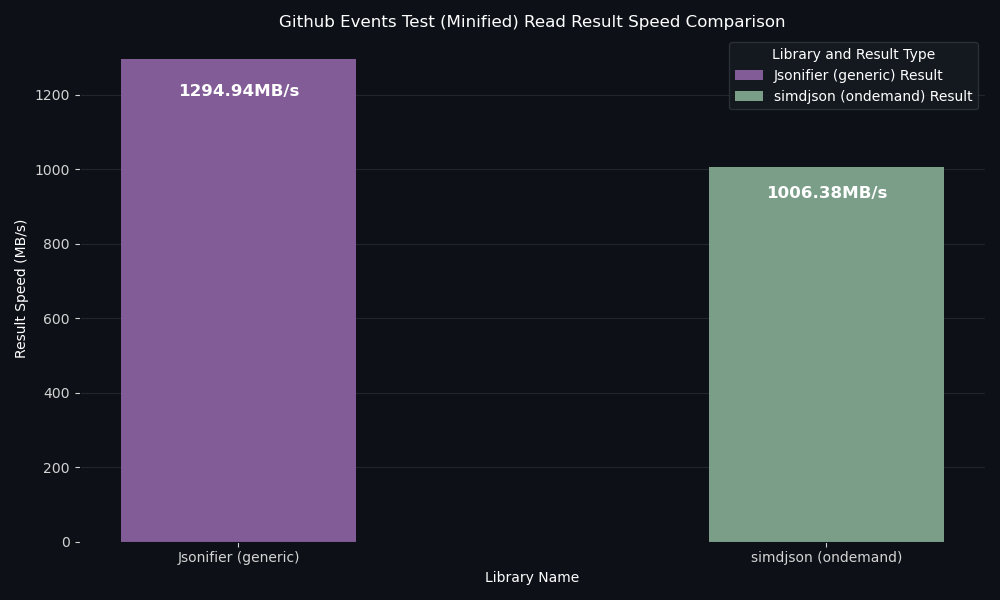 Github Events Test (Minified) Read Result Speed Comparison
Library and Result Type
Jsonifier (generic) Result
simdjson (ondemand) Result
1294.94MB/s
1006.38MB/s
Result Speed (MB/s)
1200
1000
800
600
400
200
0
Jsonifier (generic)
simdjson (ondemand)
Library Name